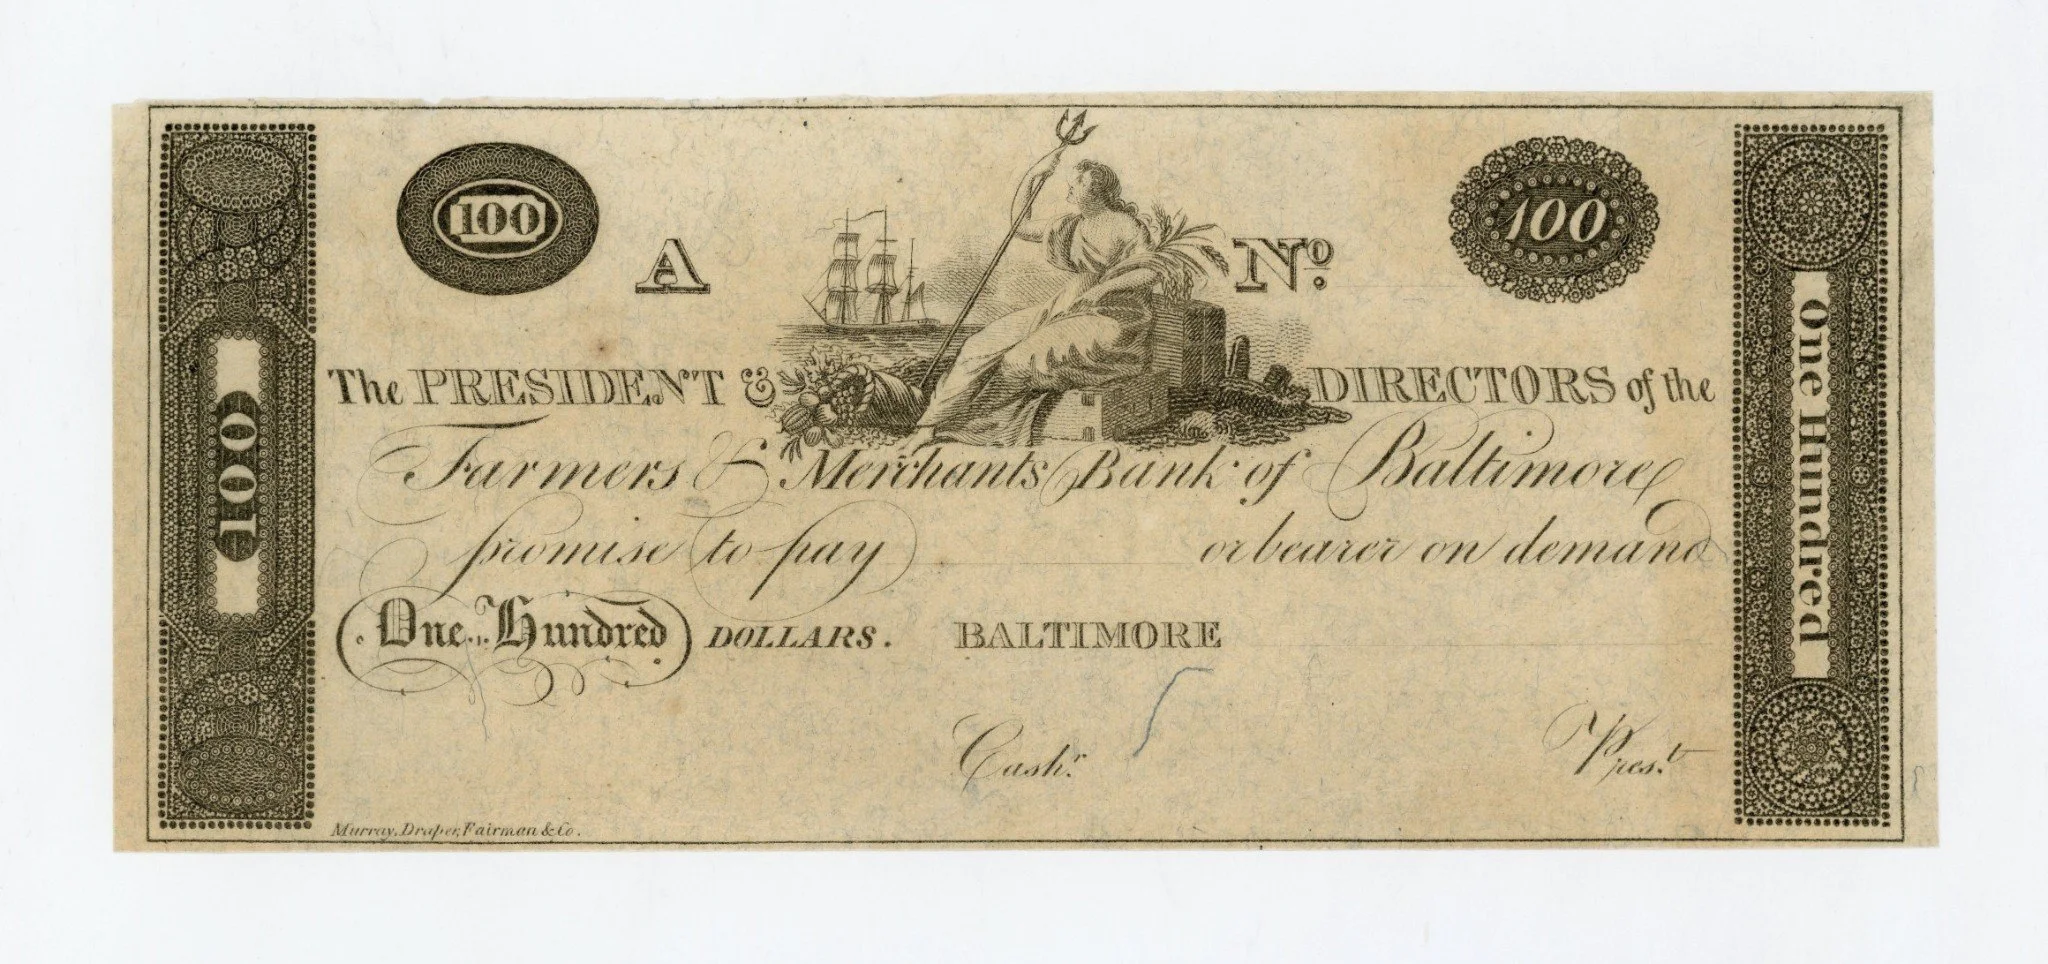 100
A
No.
100
The PRESIDENT & DIRECTORS of the
Farmers & Merchants Bank of Baltimore
promise to pay or bearer on demand
One Hundred DOLLARS. BALTIMORE
Cashr. Prest.
Murray, Draper, Fairman & Co.
100
One Hundred